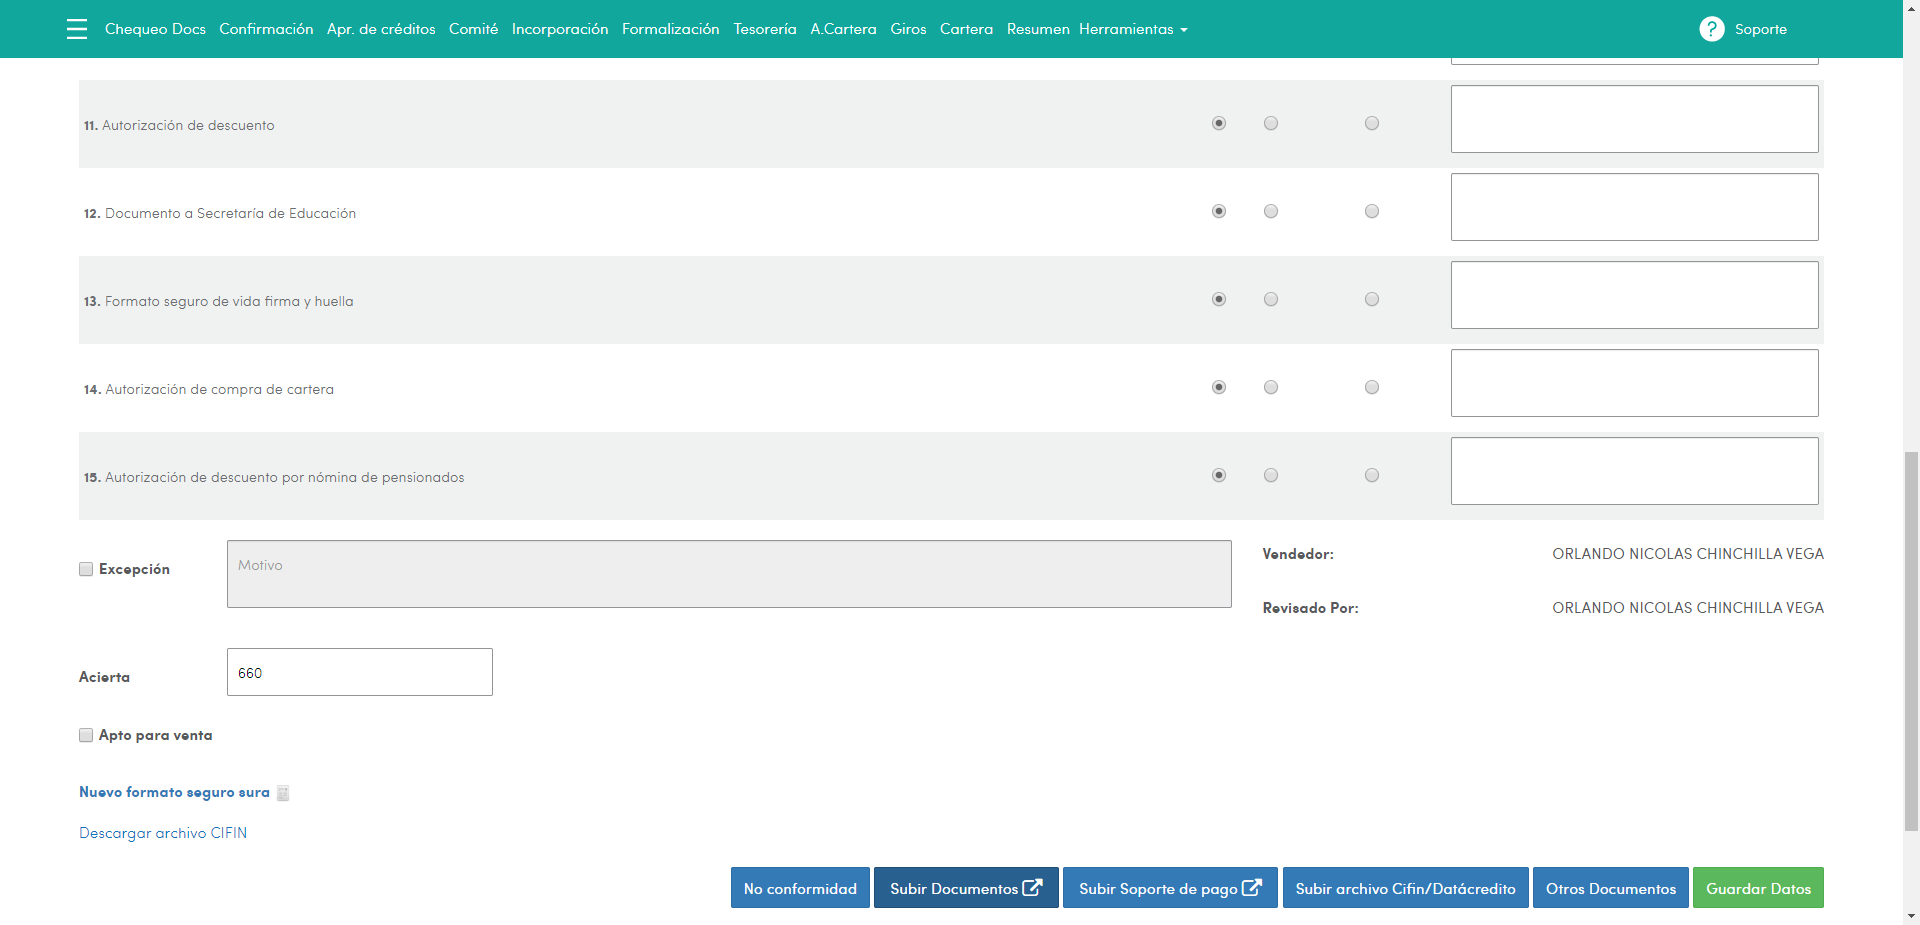 Chequeo Docs Confirmación Apr. de créditos Comité Incorporación Formalización Tesorería A.Cartera Giros Cartera Resumen Herramientas ? Soporte
11. Autorización de descuento
12. Documento a Secretaría de Educación
13. Formato seguro de vida firma y huella
14. Autorización de compra de cartera
15. Autorización de descuento por nómina de pensionados
Excepción Motivo Vendedor: ORLANDO NICOLAS CHINCHILLA VEGA
Revisado Por: ORLANDO NICOLAS CHINCHILLA VEGA
Acierta 660
Apto para venta
Nuevo formato seguro sura
Descargar archivo CIFIN
No conformidad Subir Documentos Subir Soporte de pago Subir archivo Cifin/Datácredito Otros Documentos Guardar Datos